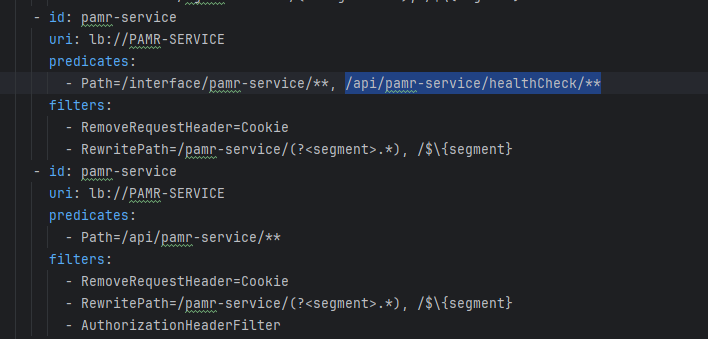 - id: pamr-service
uri: lb://PAMR-SERVICE
predicates:
- Path=/interface/pamr-service/**, /api/pamr-service/healthCheck/**
filters:
- RemoveRequestHeader=Cookie
- RewritePath=/pamr-service/(?<segment>.*), /$\{segment}
- id: pamr-service
uri: lb://PAMR-SERVICE
predicates:
- Path=/api/pamr-service/**
filters:
- RemoveRequestHeader=Cookie
- RewritePath=/pamr-service/(?<segment>.*), /$\{segment}
- AuthorizationHeaderFilter